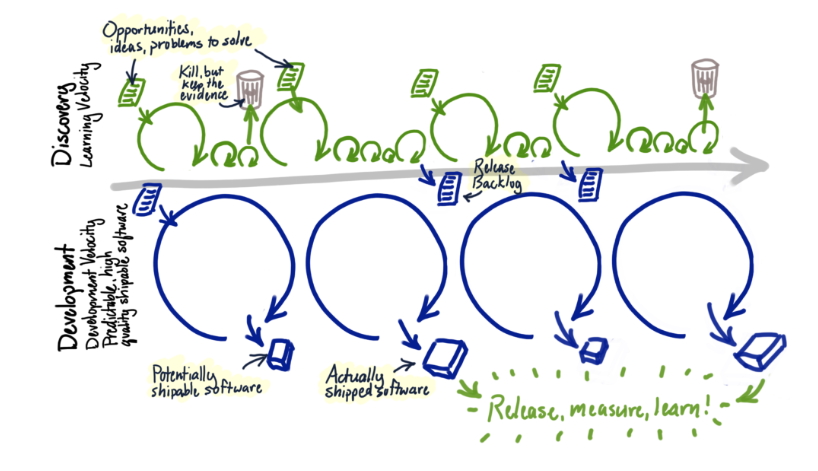 Opportunities,
ideas, problems to solve
Kill, but
keep the
evidence
Discovery
Learning Velocity
Release
Backlog
Development
Development Velocity
Predictable, high
quality shipable software
Potentially
shipable software
Actually
shipped software
Release, measure, learn!